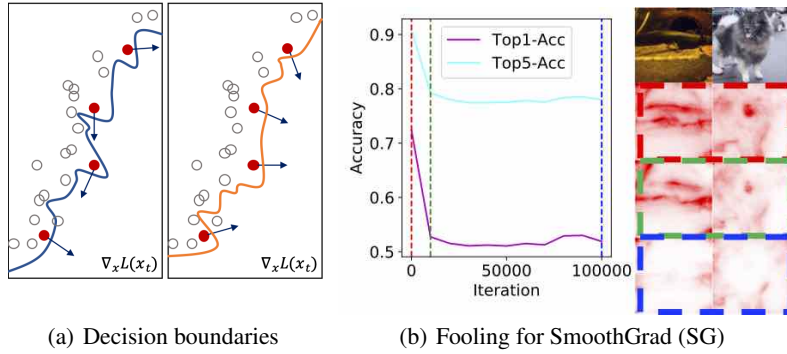 ∇ₓL(xₜ)
∇ₓL(xₜ)
(a) Decision boundaries
Accuracy
0.9
0.8
0.7
0.6
0.5
Top1-Acc
Top5-Acc
0
50000
100000
Iteration
(b) Fooling for SmoothGrad (SG)